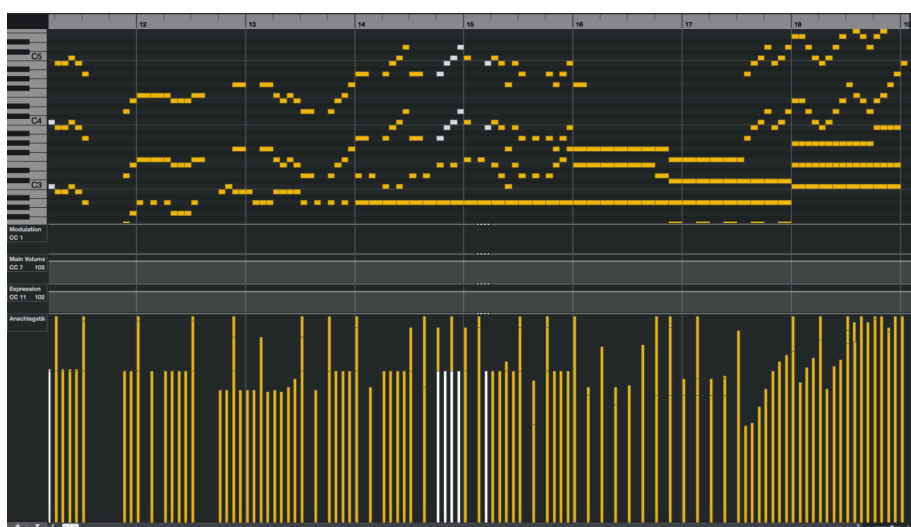 12 13 14 15 16 17 18
C5
C4
C3
Modulation
CC 1
Main Volume
CC 7 103
Expression
CC 11 102